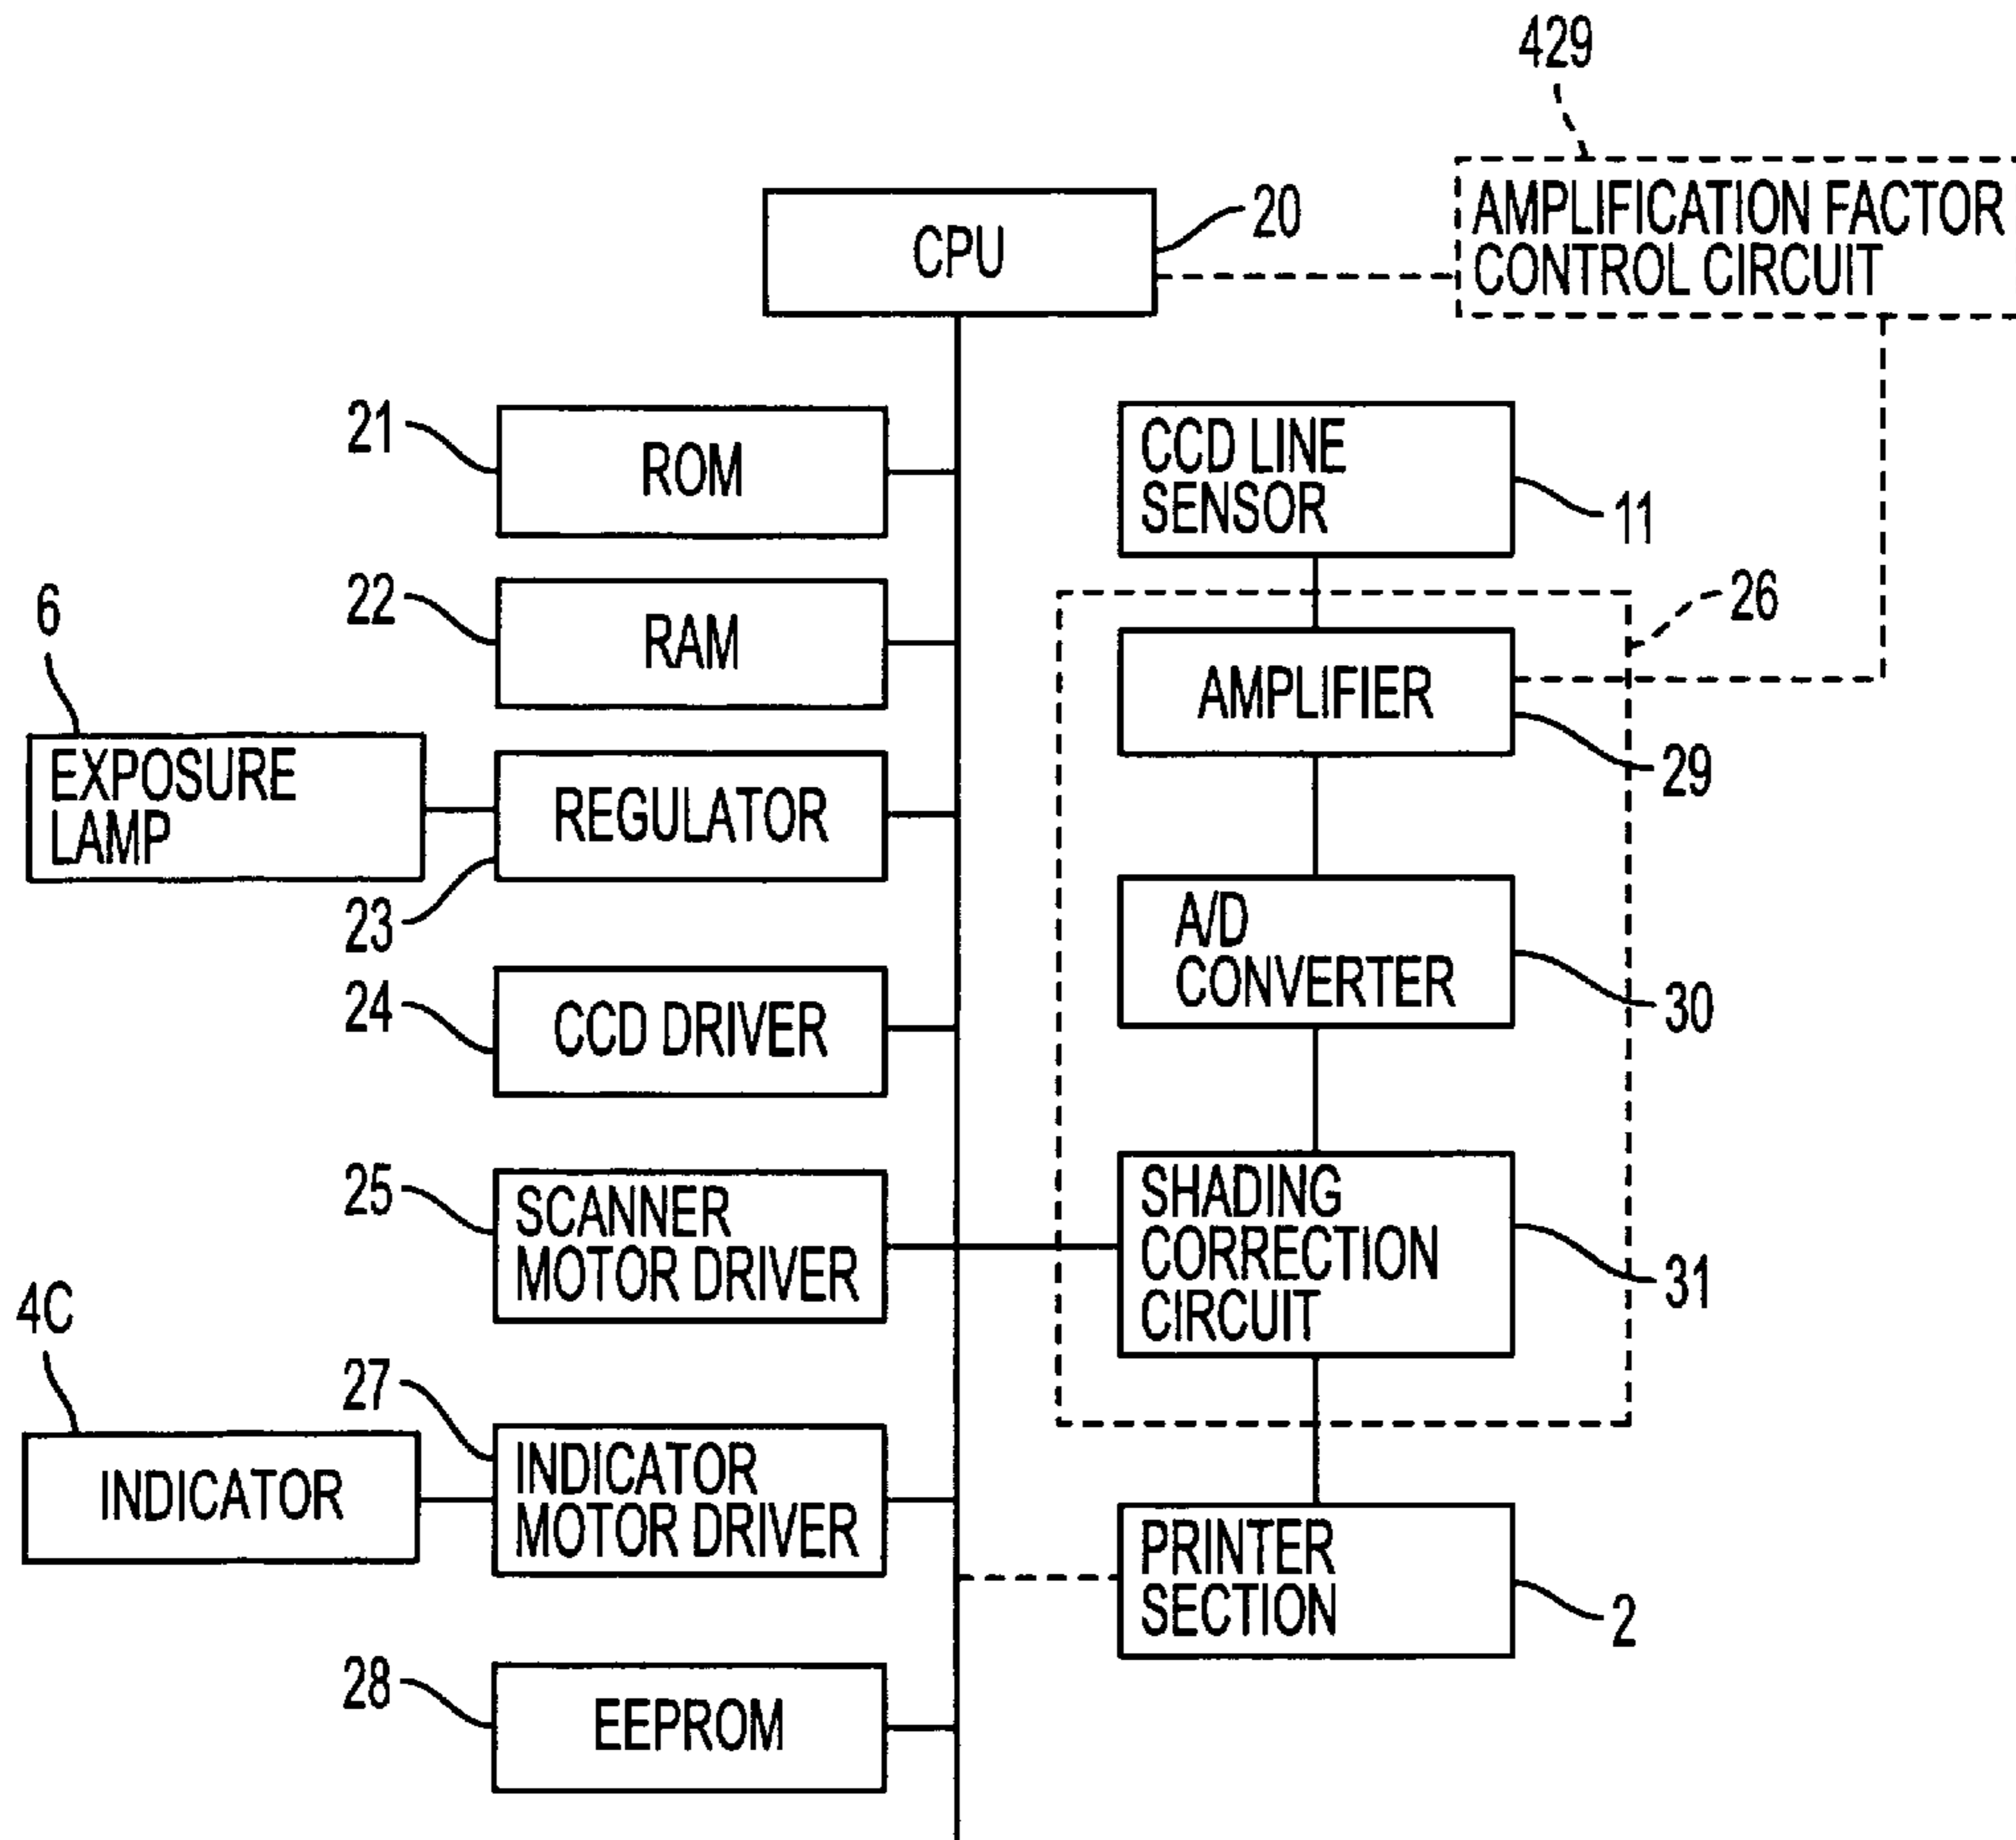 429
AMPLIFICATION FACTOR
CONTROL CIRCUIT
CPU
20
21
ROM
CCD LINE
SENSOR
11
22
RAM
26
6
AMPLIFIER
29
EXPOSURE
LAMP
REGULATOR
23
A/D
CONVERTER
30
24
CCD DRIVER
25
SCANNER
MOTOR DRIVER
SHADING
CORRECTION
CIRCUIT
31
4C
INDICATOR
27
INDICATOR
MOTOR DRIVER
PRINTER
SECTION
2
28
EEPROM